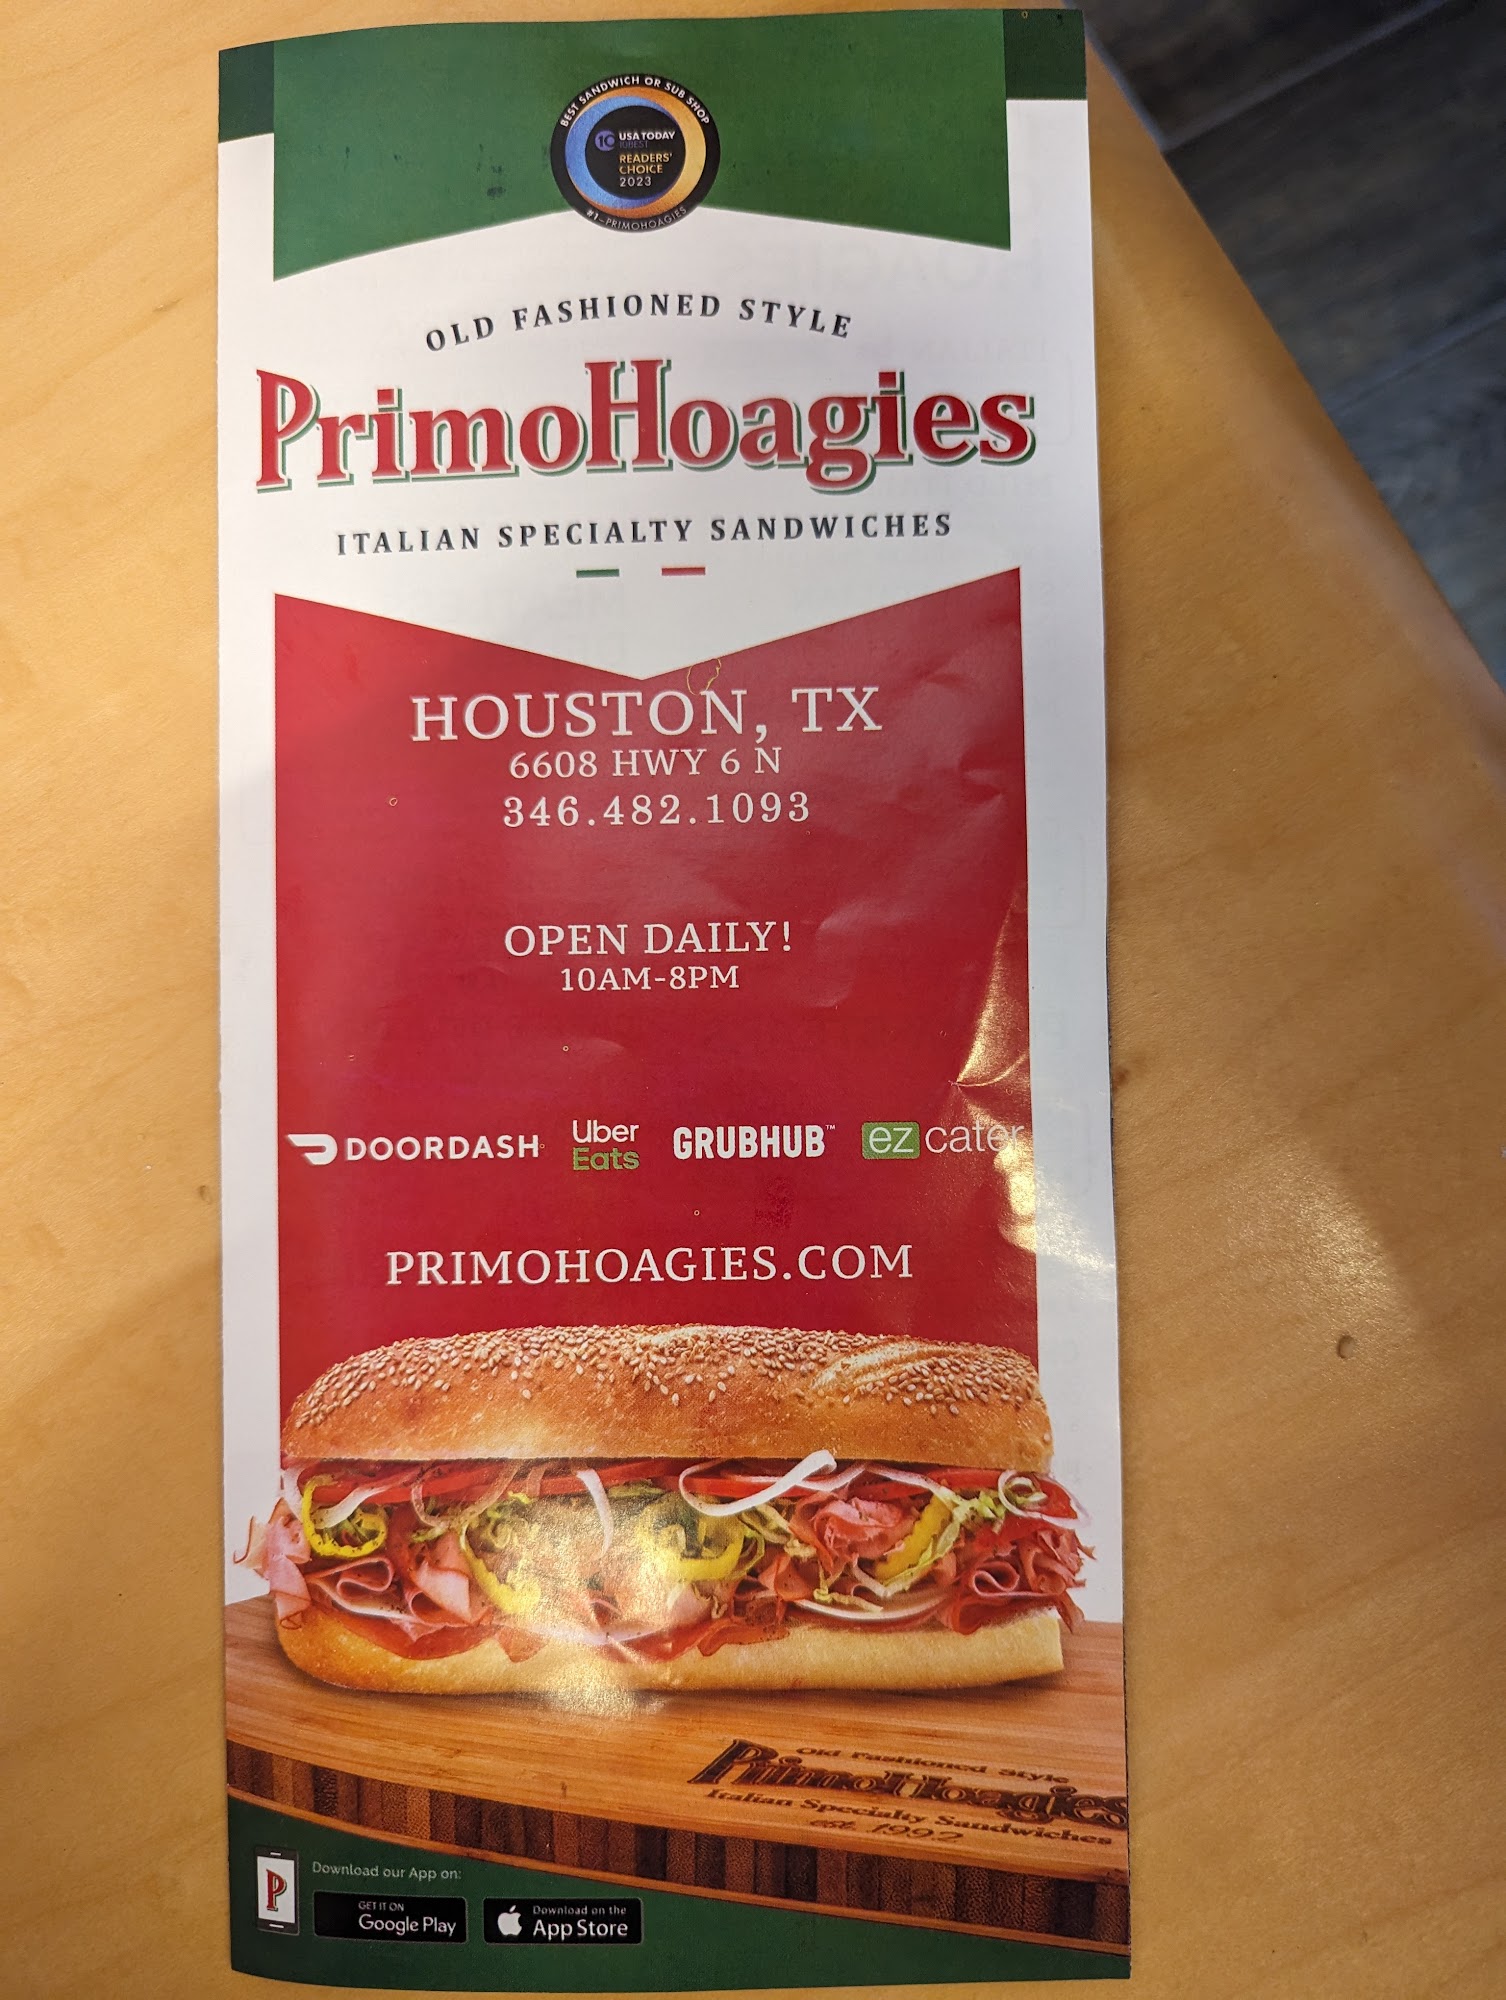 BEST SANDWICH OR SUB SHOP
10 USA TODAY
10BEST
READERS'
CHOICE
2023
#1-PRIMOHOAGIES
OLD FASHIONED STYLE
PrimoHoagies
ITALIAN SPECIALTY SANDWICHES
HOUSTON, TX
6608 HWY 6 N
346.482.1093
OPEN DAILY!
10AM-8PM
DOORDASH Uber Eats GRUBHUB™ ez cater
PRIMOHOAGIES.COM
Old Fashioned Style
PrimoHoagies
Italian Specialty Sandwiches
est. 1992
P
Download our App on:
GET IT ON
Google Play
Download on the
App Store